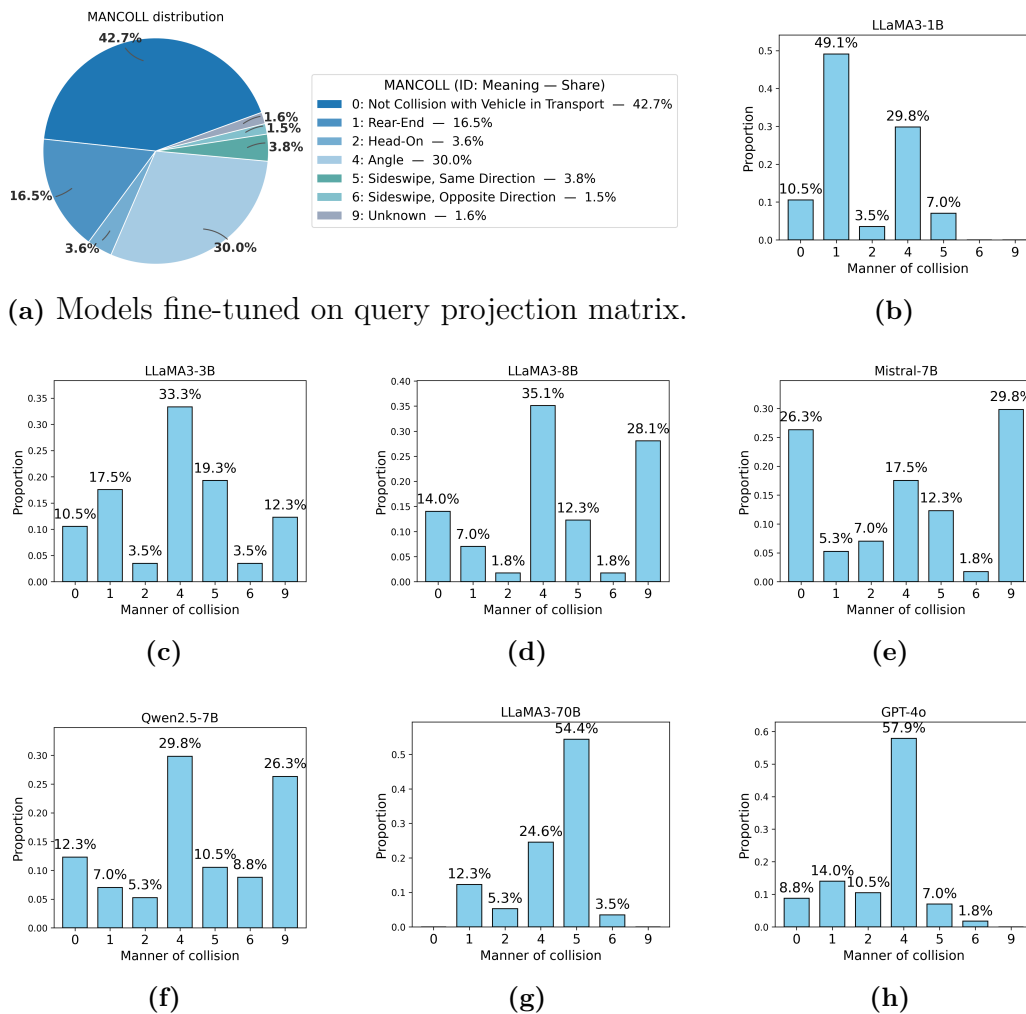 MANCOLL distribution
42.7%
16.5%
3.6%
30.0%
3.8%
1.5%
1.6%
MANCOLL (ID: Meaning — Share)
0: Not Collision with Vehicle in Transport — 42.7%
1: Rear-End — 16.5%
2: Head-On — 3.6%
4: Angle — 30.0%
5: Sideswipe, Same Direction — 3.8%
6: Sideswipe, Opposite Direction — 1.5%
9: Unknown — 1.6%
(a) Models fine-tuned on query projection matrix.
LLaMA3-1B
Proportion
0.5
0.4
0.3
0.2
0.1
0.0
10.5%
49.1%
3.5%
29.8%
7.0%
0 1 2 4 5 6 9
Manner of collision
(b)
LLaMA3-3B
Proportion
0.35
0.30
0.25
0.20
0.15
0.10
0.05
0.00
10.5%
17.5%
3.5%
33.3%
19.3%
3.5%
12.3%
0 1 2 4 5 6 9
Manner of collision
(c)
LLaMA3-8B
Proportion
0.40
0.35
0.30
0.25
0.20
0.15
0.10
0.05
0.00
14.0%
7.0%
1.8%
35.1%
12.3%
1.8%
28.1%
0 1 2 4 5 6 9
Manner of collision
(d)
Mistral-7B
Proportion
0.30
0.25
0.20
0.15
0.10
0.05
0.00
26.3%
5.3%
7.0%
17.5%
12.3%
1.8%
29.8%
0 1 2 4 5 6 9
Manner of collision
(e)
Qwen2.5-7B
Proportion
0.30
0.25
0.20
0.15
0.10
0.05
0.00
12.3%
7.0%
5.3%
29.8%
10.5%
8.8%
26.3%
0 1 2 4 5 6 9
Manner of collision
(f)
LLaMA3-70B
Proportion
0.5
0.4
0.3
0.2
0.1
0.0
12.3%
5.3%
24.6%
54.4%
3.5%
0 1 2 4 5 6 9
Manner of collision
(g)
GPT-4o
Proportion
0.6
0.5
0.4
0.3
0.2
0.1
0.0
8.8%
14.0%
10.5%
57.9%
7.0%
1.8%
0 1 2 4 5 6 9
Manner of collision
(h)